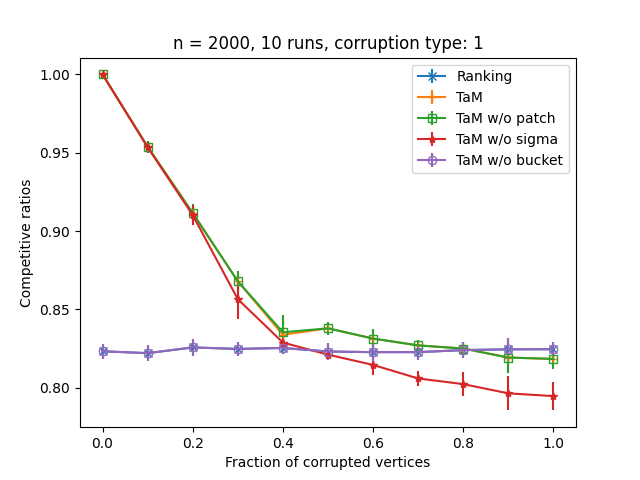 n = 2000, 10 runs, corruption type: 1
Ranking
TaM
TaM w/o patch
TaM w/o sigma
TaM w/o bucket
Competitive ratios
1.00
0.95
0.90
0.85
0.80
0.0 0.2 0.4 0.6 0.8 1.0
Fraction of corrupted vertices